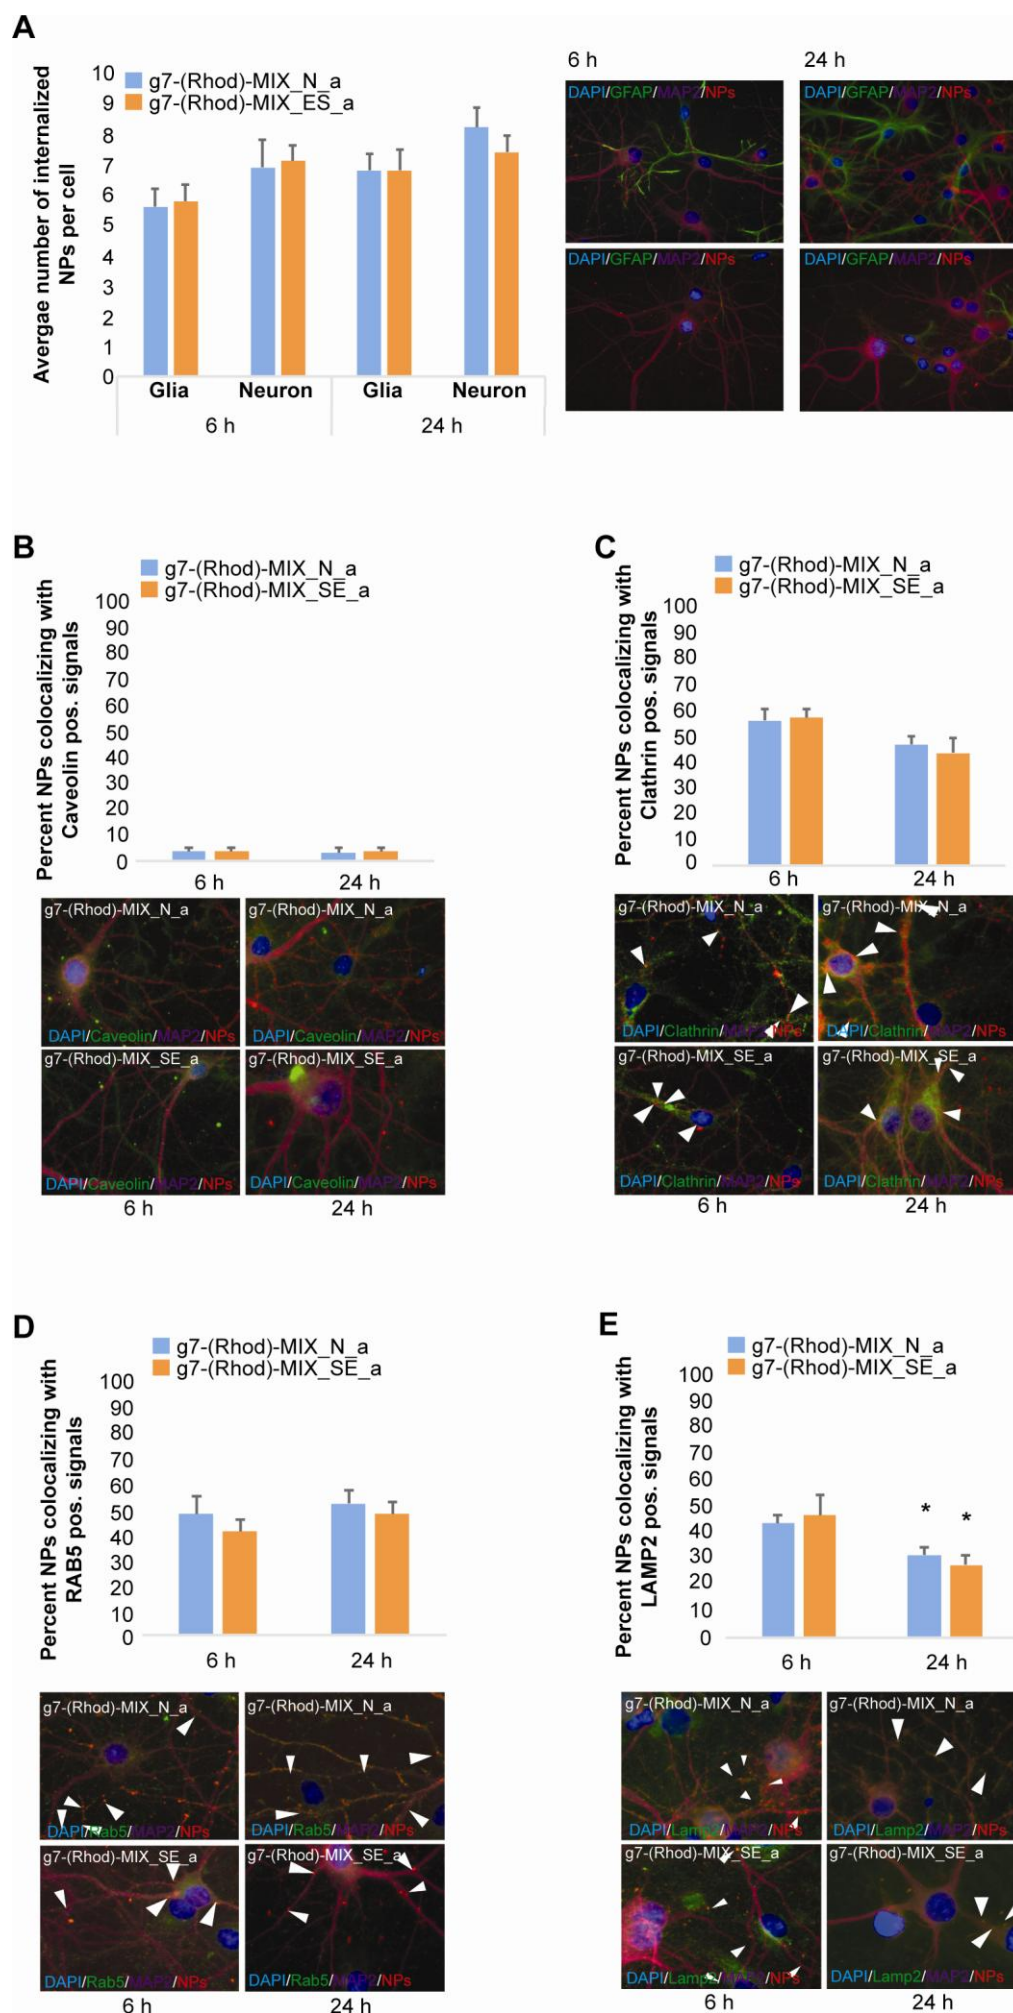 A
g7-(Rhod)-MIX_N_a
g7-(Rhod)-MIX_ES_a
Avergae number of internalized
NPs per cell
10
9
8
7
6
5
4
3
2
1
0
Glia Neuron Glia Neuron
6 h 24 h
6 h 24 h
DAPI/GFAP/MAP2/NPs DAPI/GFAP/MAP2/NPs
DAPI/GFAP/MAP2/NPs DAPI/GFAP/MAP2/NPs
B
g7-(Rhod)-MIX_N_a
g7-(Rhod)-MIX_SE_a
Percent NPs colocalizing with
Caveolin pos. signals
100
90
80
70
60
50
40
30
20
10
0
6 h 24 h
g7-(Rhod)-MIX_N_a g7-(Rhod)-MIX_N_a
DAPI/Caveolin/MAP2/NPs DAPI/Caveolin/MAP2/NPs
g7-(Rhod)-MIX_SE_a g7-(Rhod)-MIX_SE_a
DAPI/Caveolin/MAP2/NPs DAPI/Caveolin/MAP2/NPs
6 h 24 h
C
g7-(Rhod)-MIX_N_a
g7-(Rhod)-MIX_SE_a
Percent NPs colocalizing with
Clathrin pos. signals
100
90
80
70
60
50
40
30
20
10
0
6 h 24 h
g7-(Rhod)-MIX_N_a g7-(Rhod)-MIX_N_a
DAPI/Clathrin/MAP2/NPs DAPI/Clathrin/MAP2/NPs
g7-(Rhod)-MIX_SE_a g7-(Rhod)-MIX_SE_a
DAPI/Clathrin/MAP2/NPs DAPI/Clathrin/MAP2/NPs
6 h 24 h
D
g7-(Rhod)-MIX_N_a
g7-(Rhod)-MIX_SE_a
Percent NPs colocalizing with
RAB5 pos. signals
100
90
80
70
60
50
40
30
20
10
0
6 h 24 h
g7-(Rhod)-MIX_N_a g7-(Rhod)-MIX_N_a
DAPI/Rab5/MAP2/NPs DAPI/Rab5/MAP2/NPs
g7-(Rhod)-MIX_SE_a g7-(Rhod)-MIX_SE_a
DAPI/Rab5/MAP2/NPs DAPI/Rab5/MAP2/NPs
6 h 24 h
E
g7-(Rhod)-MIX_N_a
g7-(Rhod)-MIX_SE_a
Percent NPs colocalizing with
LAMP2 pos. signals
100
90
80
70
60
50
40
30
20
10
0
* *
6 h 24 h
g7-(Rhod)-MIX_N_a g7-(Rhod)-MIX_N_a
DAPI/Lamp2/MAP2/NPs DAPI/Lamp2/MAP2/NPs
g7-(Rhod)-MIX_SE_a g7-(Rhod)-MIX_SE_a
DAPI/Lamp2/MAP2/NPs DAPI/Lamp2/MAP2/NPs
6 h 24 h